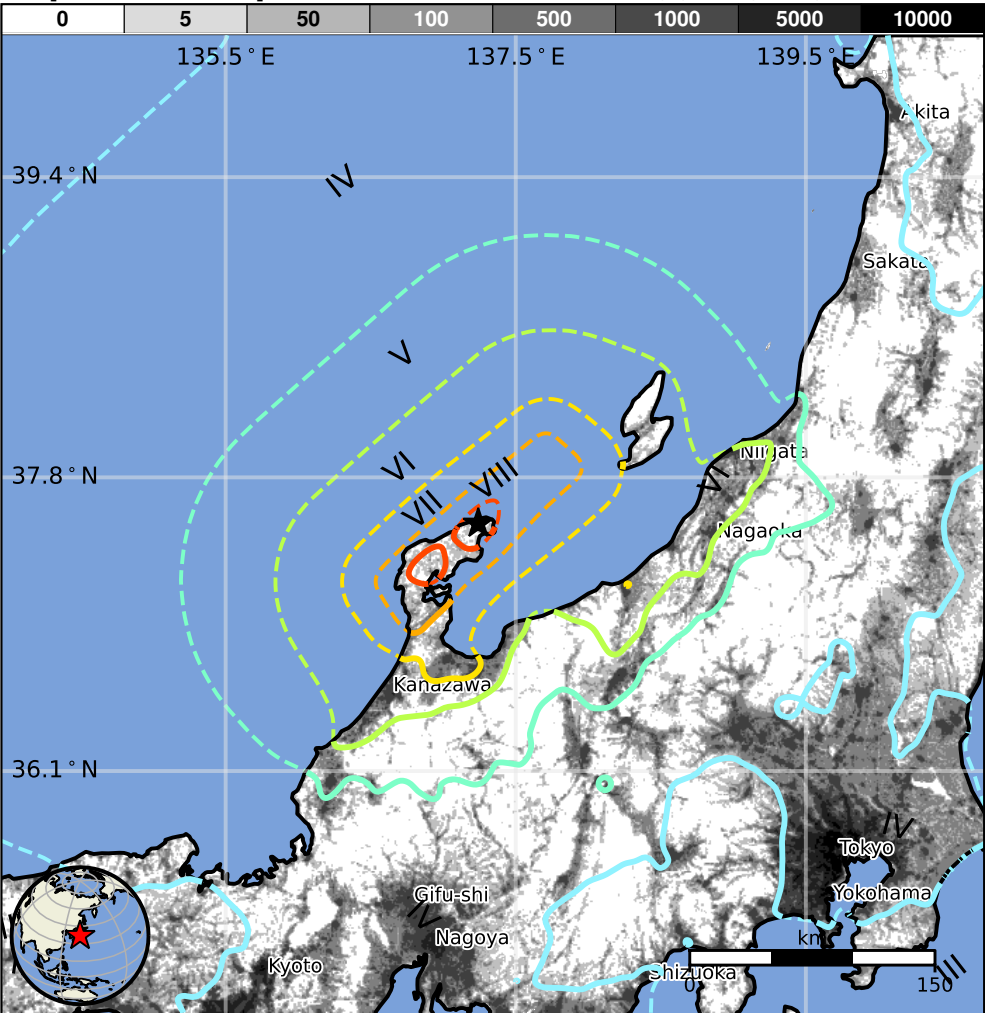 0 5 50 100 500 1000 5000 10000
135.5°E 137.5°E 139.5°E
Akita
39.4°N
IV
Sakata
V
VI
VIII
VII
37.8°N
Niigata
VI
Nagaoka
Kanazawa
36.1°N
IV
Tokyo
Yokohama
Gifu-shi
IV
Nagoya
km
Kyoto
Shizuoka
III
0 150